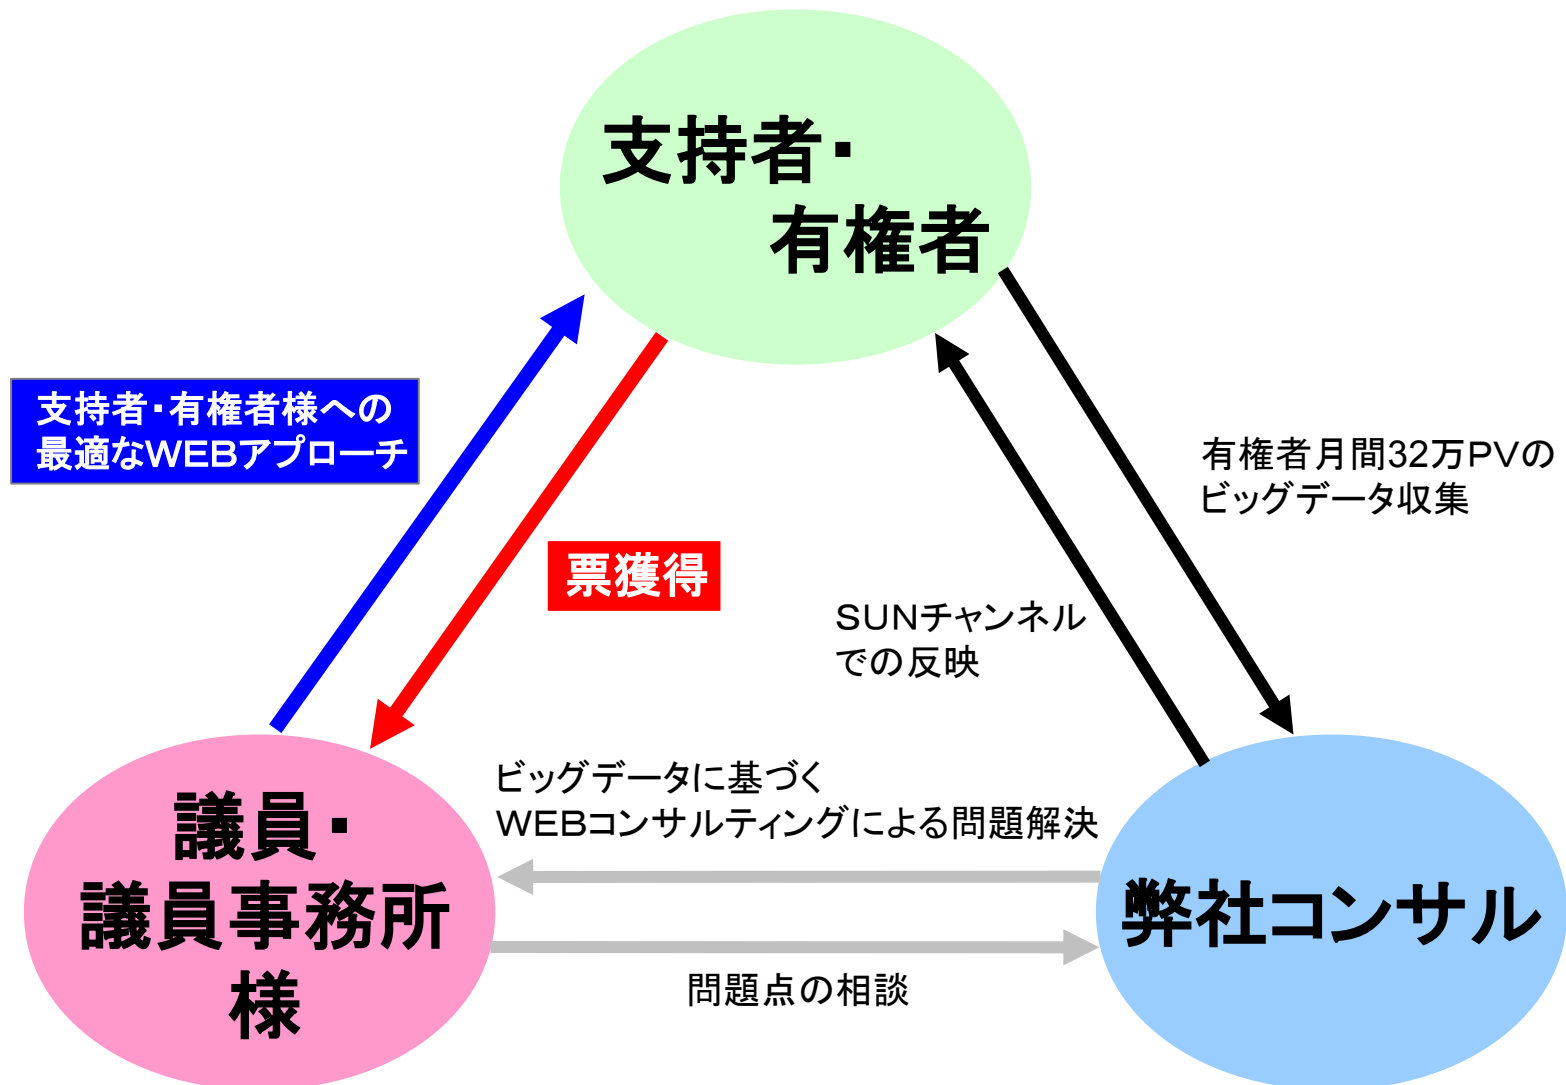 支持者・
有権者
支持者・有権者様への
最適なWEBアプローチ
有権者月間32万PVの
ビッグデータ収集
票獲得
SUNチャンネル
での反映
ビッグデータに基づく
WEBコンサルティングによる問題解決
議員・
議員事務所
様
弊社コンサル
問題点の相談